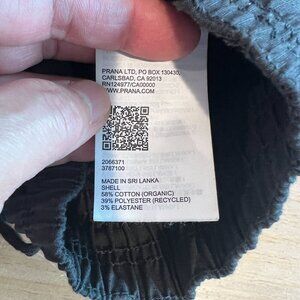 PRANA LTD, PO BOX 130430,
CARLSBAD, CA 92013
RN124977/CA00000
WWW.PRANA.COM
2066371
3787100
MADE IN SRI LANKA
SHELL
58% COTTON (ORGANIC)
39% POLYESTER (RECYCLED)
3% ELASTANE